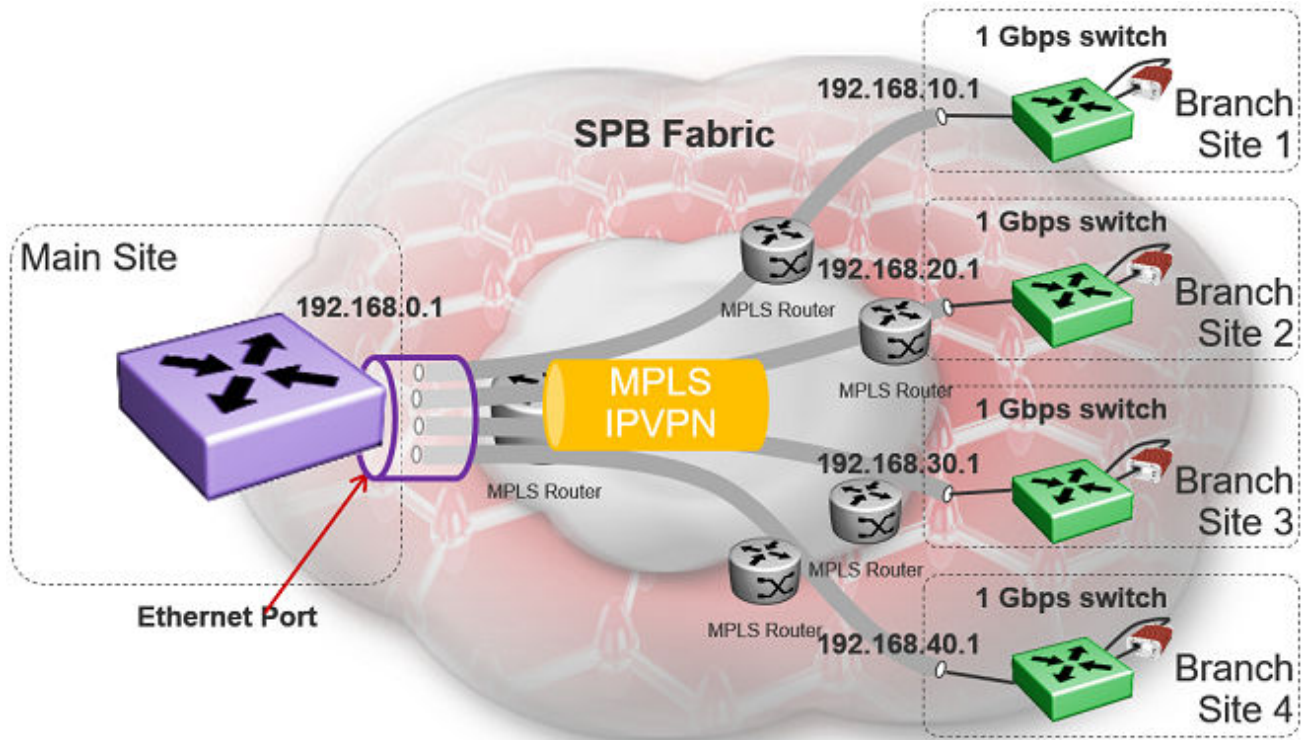 1 Gbps switch
192.168.10.1
Branch
Site 1
SPB Fabric
1 Gbps switch
Main Site
192.168.20.1
Branch
Site 2
192.168.0.1
MPLS Router
MPLS
IPVPN
MPLS Router
1 Gbps switch
192.168.30.1
Branch
Site 3
MPLS Router
MPLS Router
1 Gbps switch
Ethernet Port
MPLS Router
192.168.40.1
Branch
Site 4